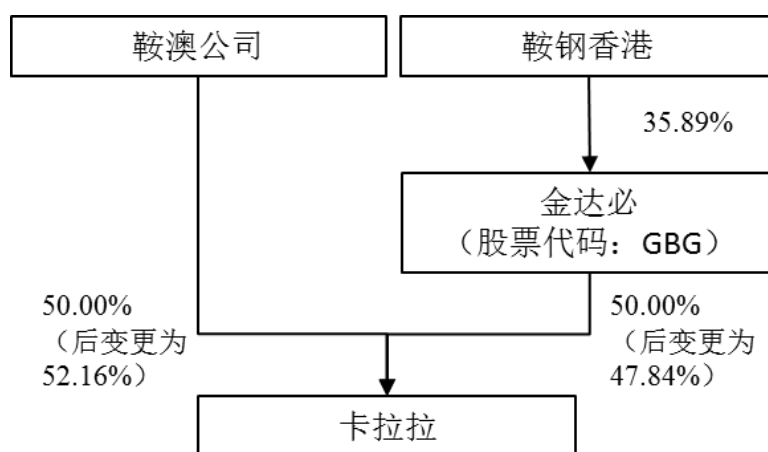 鞍澳公司
鞍钢香港
35.89%
金达必
（股票代码：GBG）
50.00%
（后变更为
52.16%）
50.00%
（后变更为
47.84%）
卡拉拉